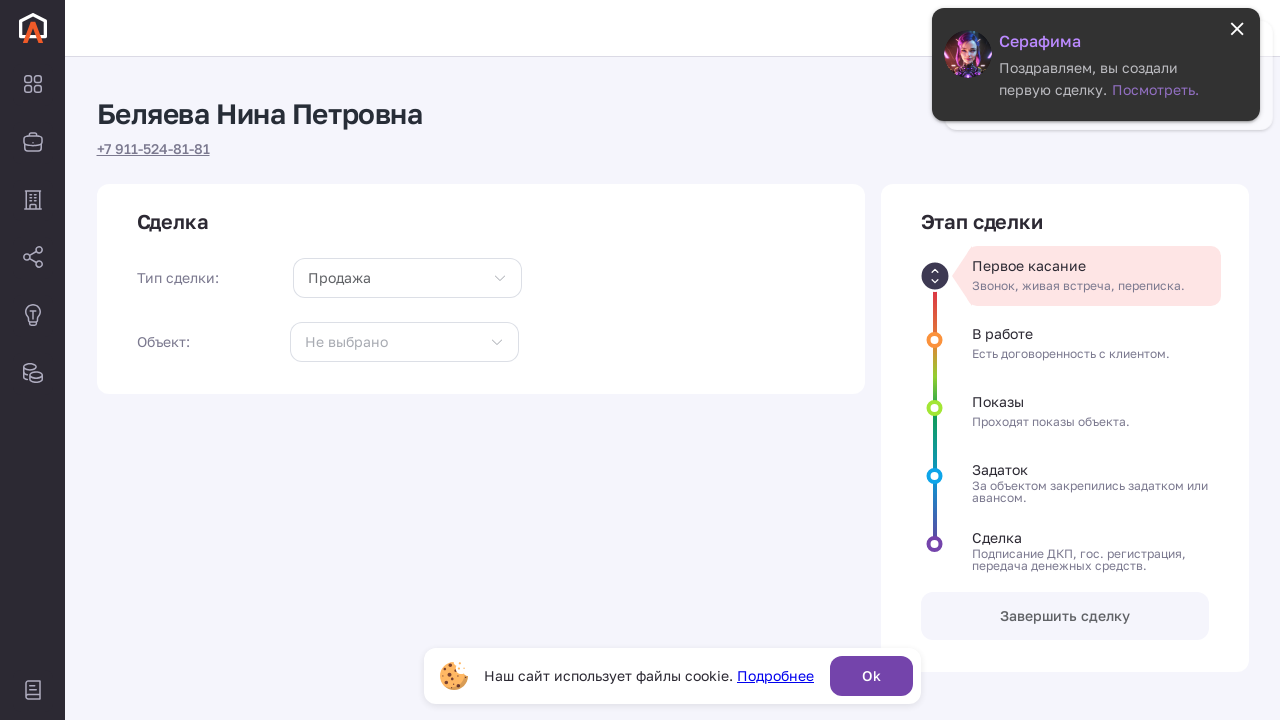 Серафима
Поздравляем, вы создали
первую сделку. Посмотреть.
Беляева Нина Петровна
+7 911-524-81-81
Сделка
Тип сделки:
Продажа
Объект:
Не выбрано
Этап сделки
Первое касание
Звонок, живая встреча, переписка.
В работе
Есть договоренность с клиентом.
Показы
Проходят показы объекта.
Задаток
За объектом закрепились задатком или
авансом.
Сделка
Подписание ДКП, гос. регистрация,
передача денежных средств.
Завершить сделку
Наш сайт использует файлы cookie. Подробнее
Ok